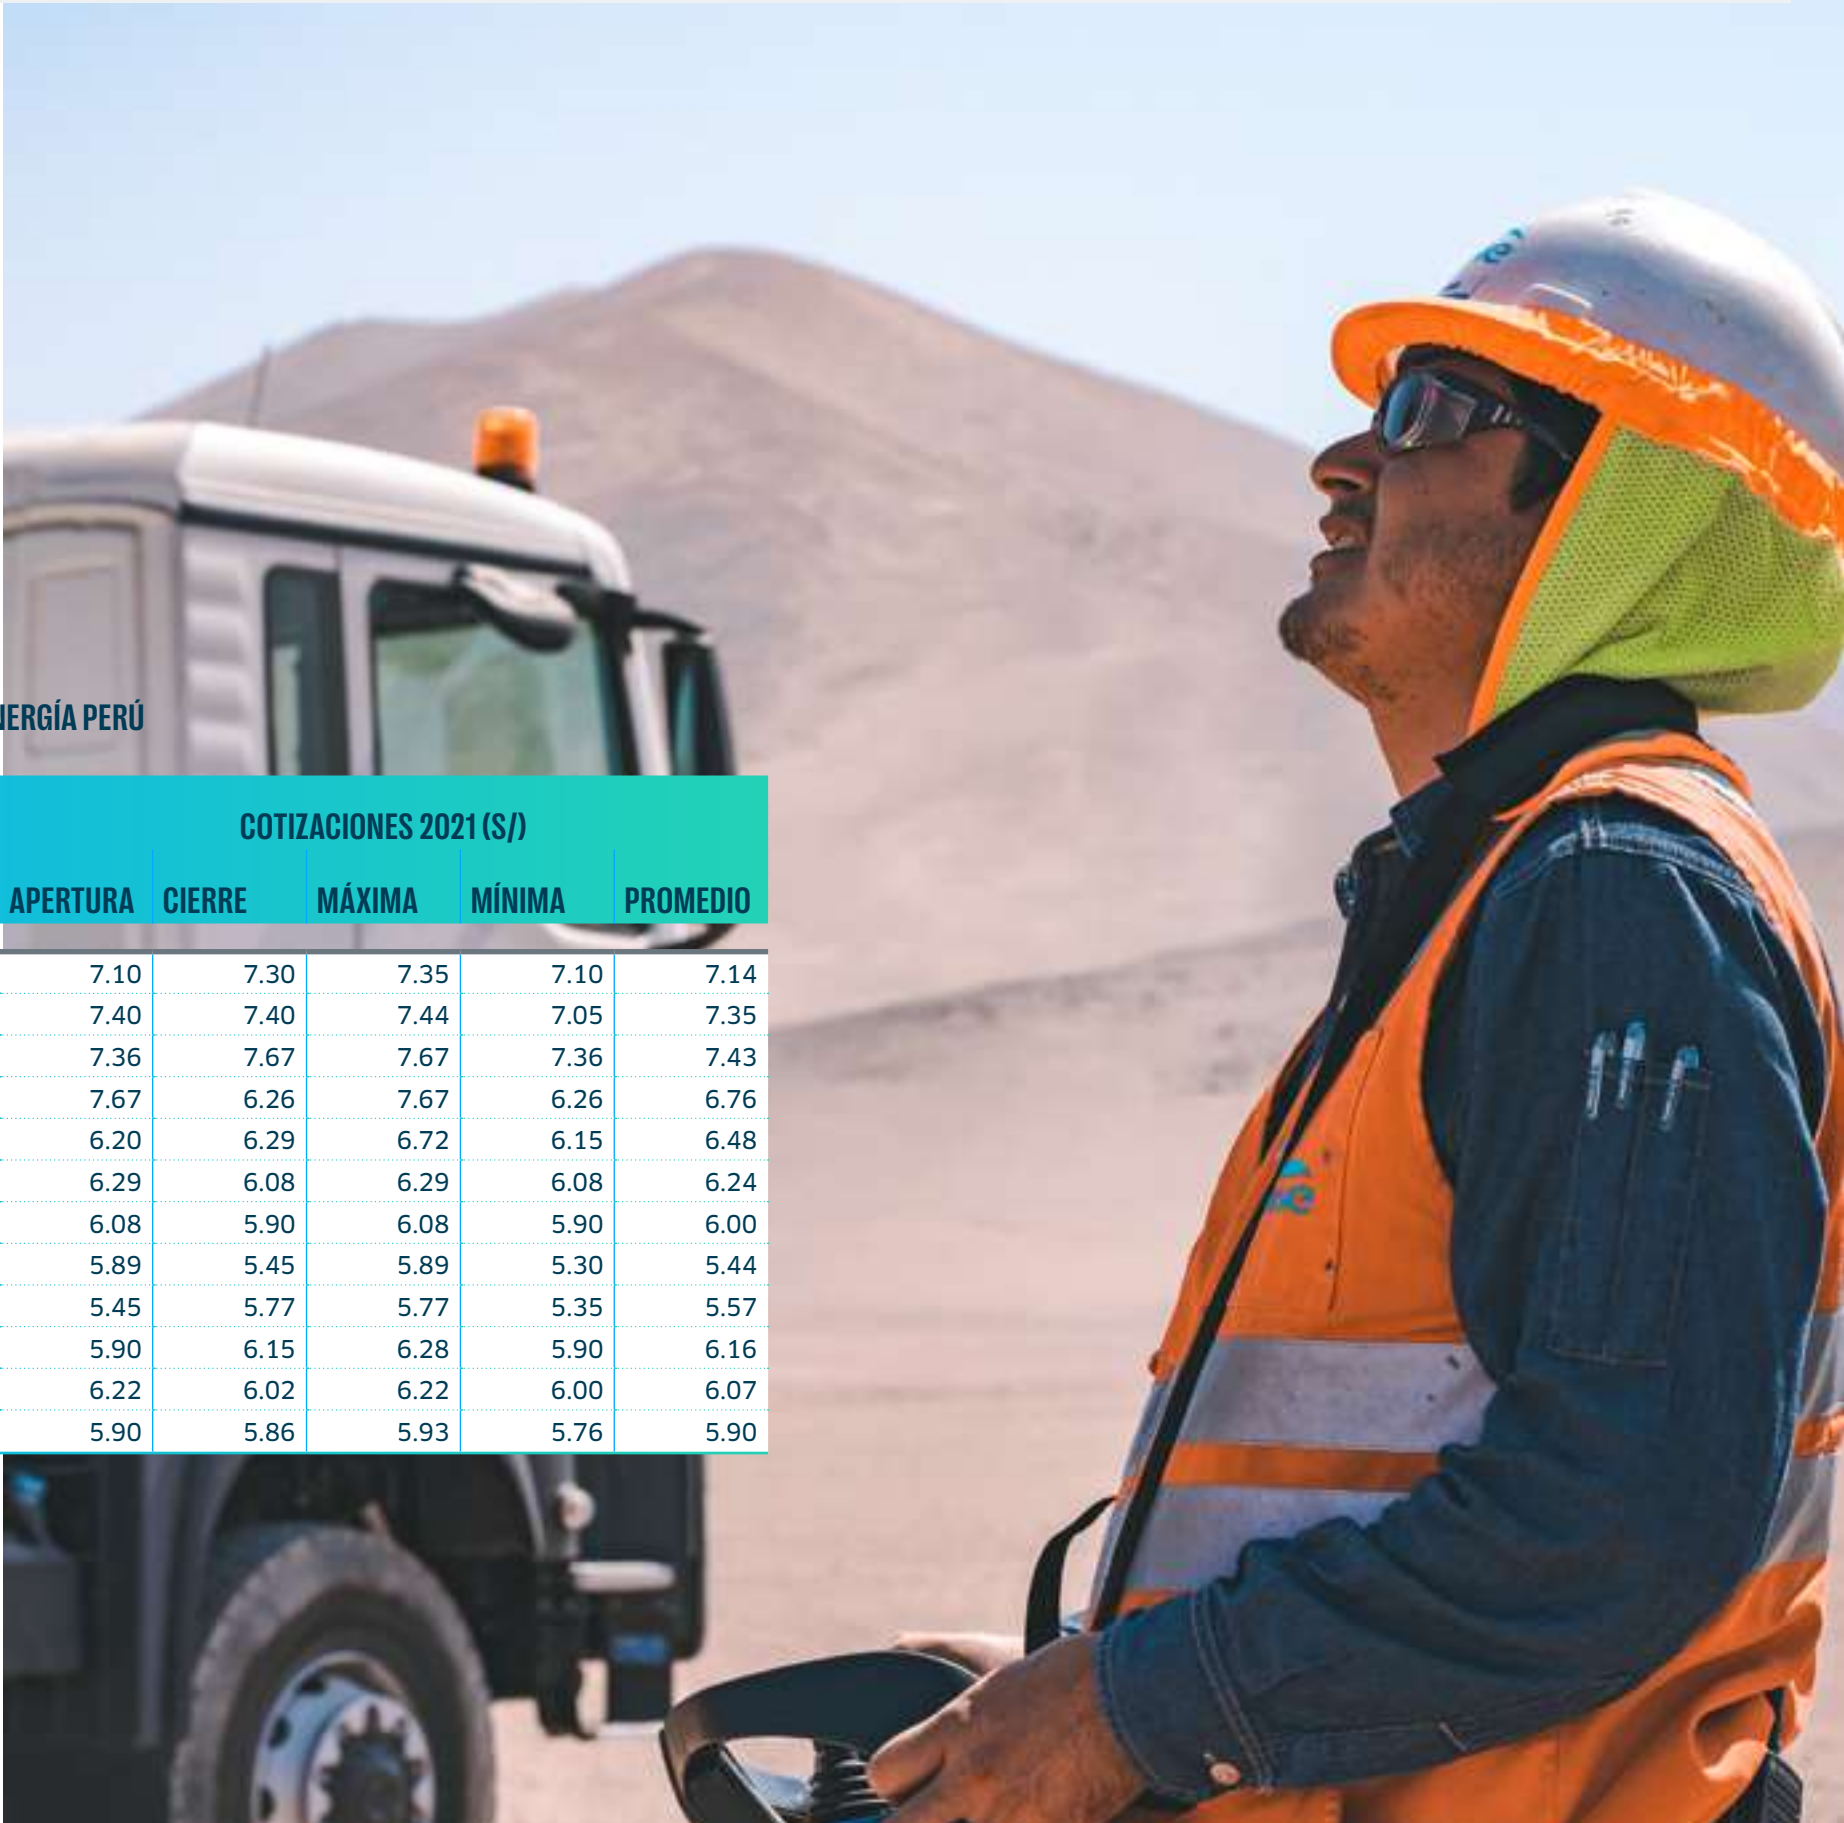 NERGÍA PERÚ
COTIZACIONES 2021 (S/)
APERTURA CIERRE MÁXIMA MÍNIMA PROMEDIO
7.10 7.30 7.35 7.10 7.14
7.40 7.40 7.44 7.05 7.35
7.36 7.67 7.67 7.36 7.43
7.67 6.26 7.67 6.26 6.76
6.20 6.29 6.72 6.15 6.48
6.29 6.08 6.29 6.08 6.24
6.08 5.90 6.08 5.90 6.00
5.89 5.45 5.89 5.30 5.44
5.45 5.77 5.77 5.35 5.57
5.90 6.15 6.28 5.90 6.16
6.22 6.02 6.22 6.00 6.07
5.90 5.86 5.93 5.76 5.90